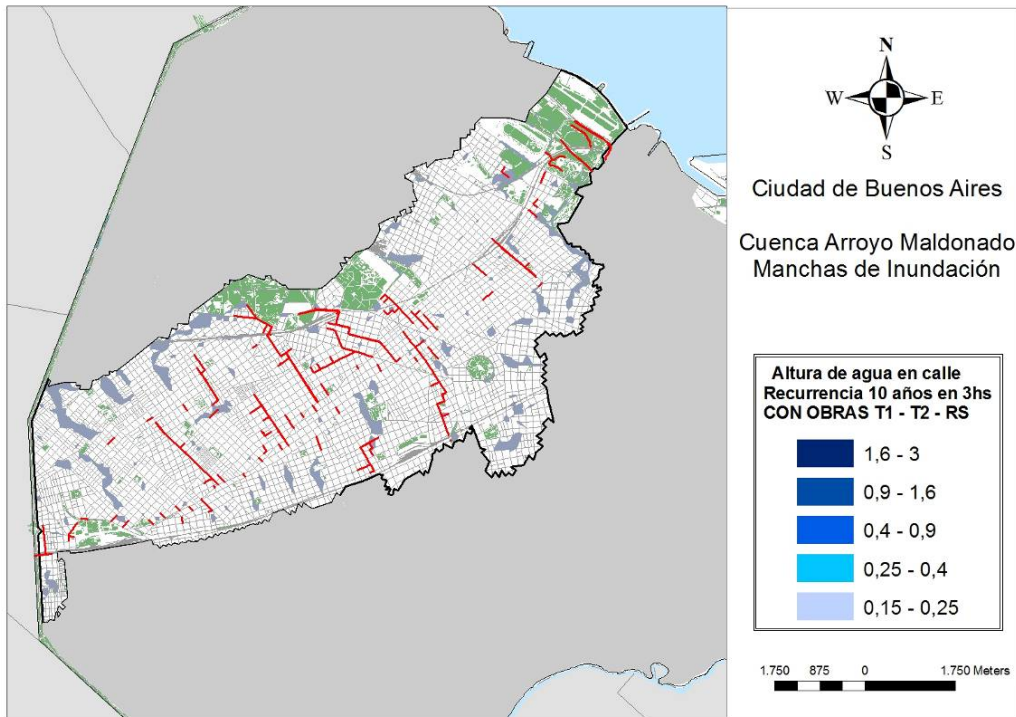 N
W E
S
Ciudad de Buenos Aires
Cuenca Arroyo Maldonado
Manchas de Inundación
Altura de agua en calle
Recurrencia 10 años en 3hs
CON OBRAS T1 - T2 - RS
1,6 - 3
0,9 - 1,6
0,4 - 0,9
0,25 - 0,4
0,15 - 0,25
1.750 875 0 1.750 Meters